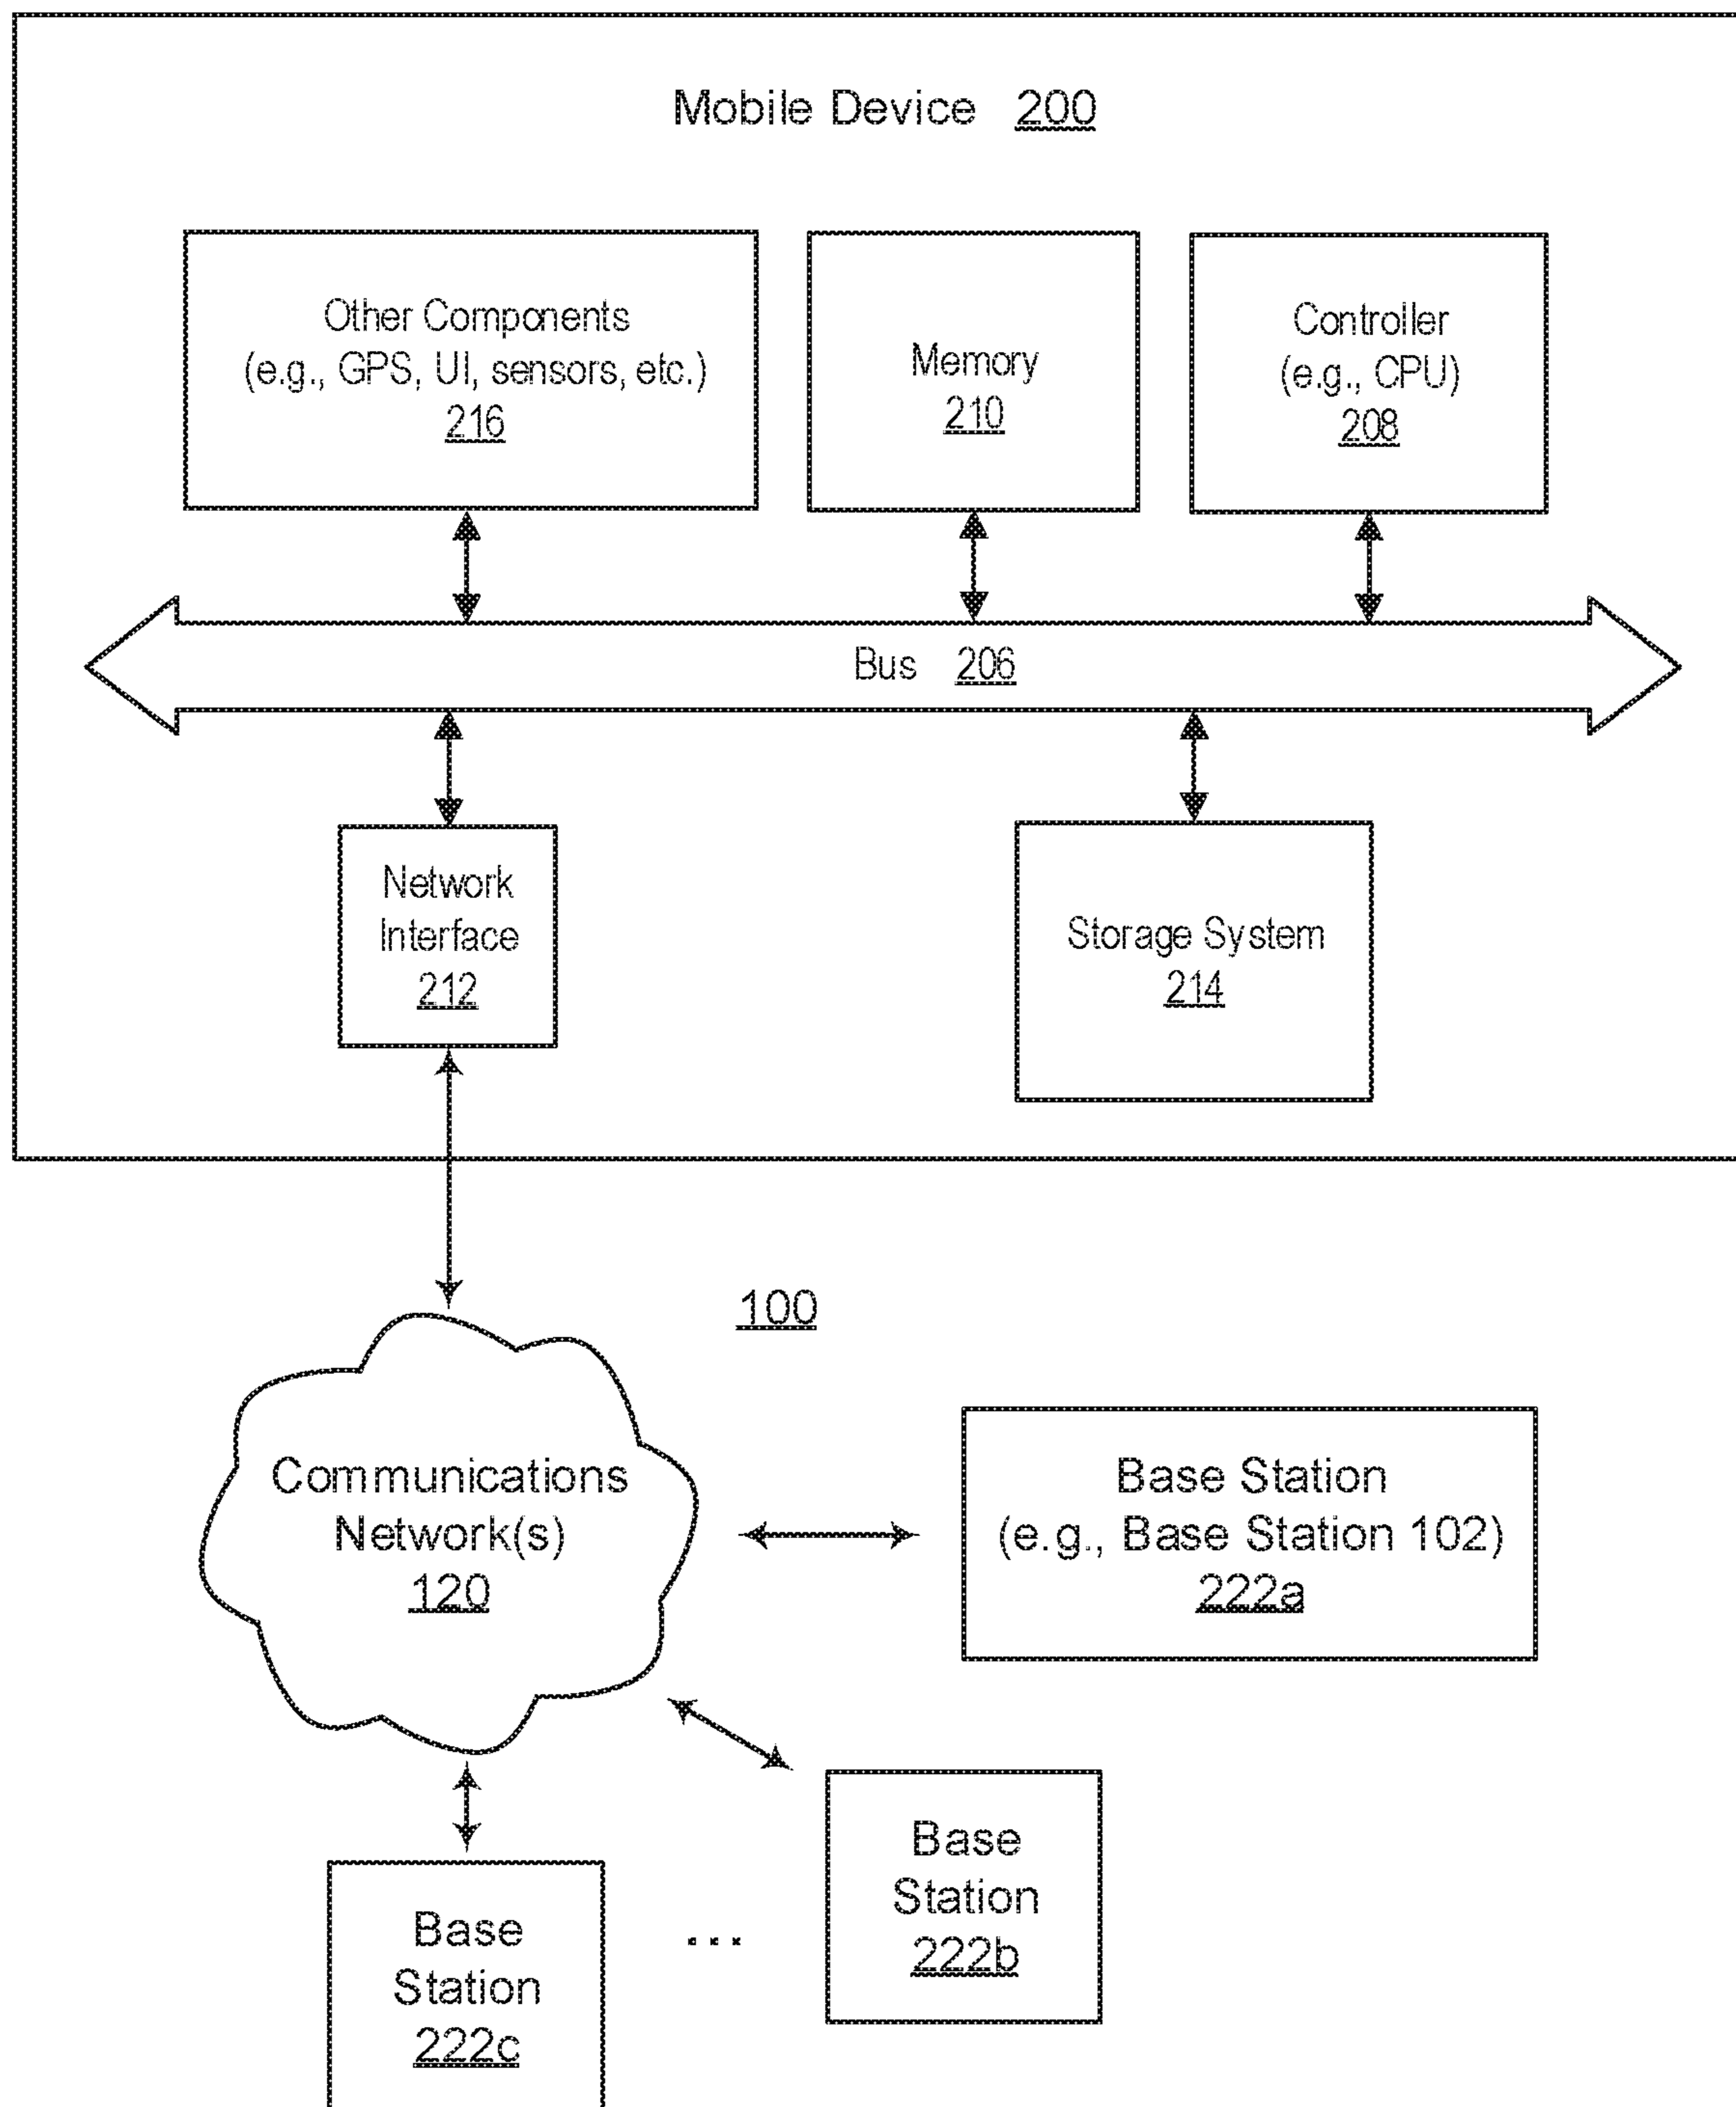 Mobile Device 200
Other Components
(e.g., GPS, UI, sensors, etc.)
216
Memory
210
Controller
(e.g., CPU)
208
Bus 206
Network
Interface
212
Storage System
214
100
Communications
Network(s)
120
Base Station
(e.g., Base Station 102)
222a
Base
Station
222b
...
Base
Station
222c